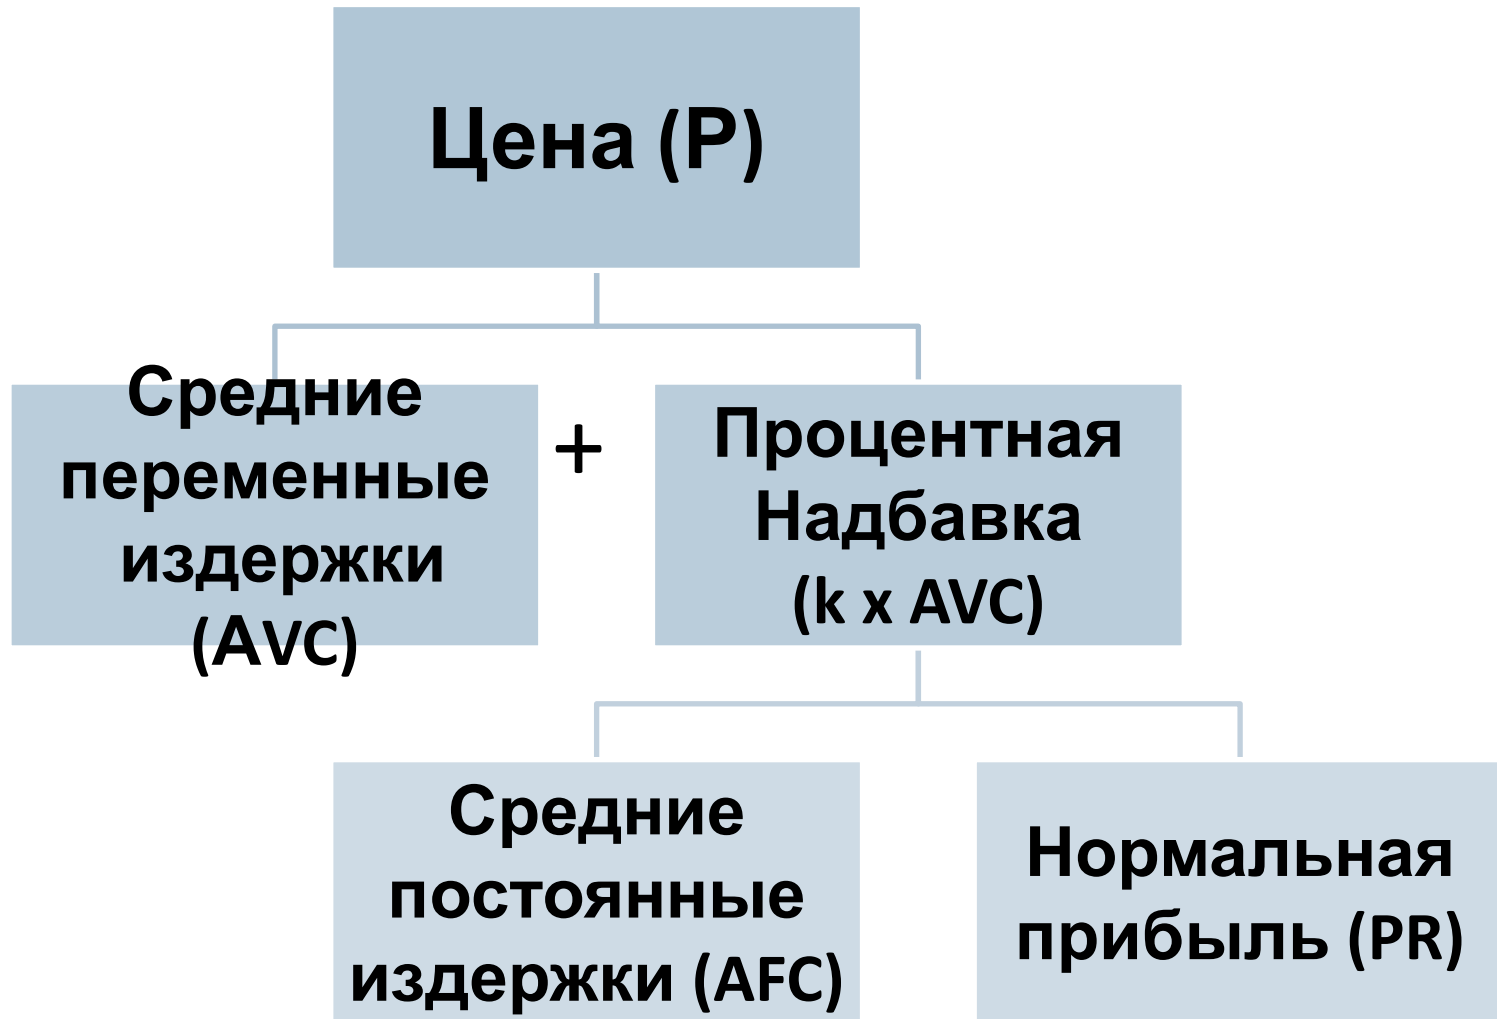 Цена (P)
Средние
переменные
издержки
(AVC)
+
Процентная
Надбавка
(k x AVC)
Средние
постоянные
издержки (AFC)
Нормальная
прибыль (PR)